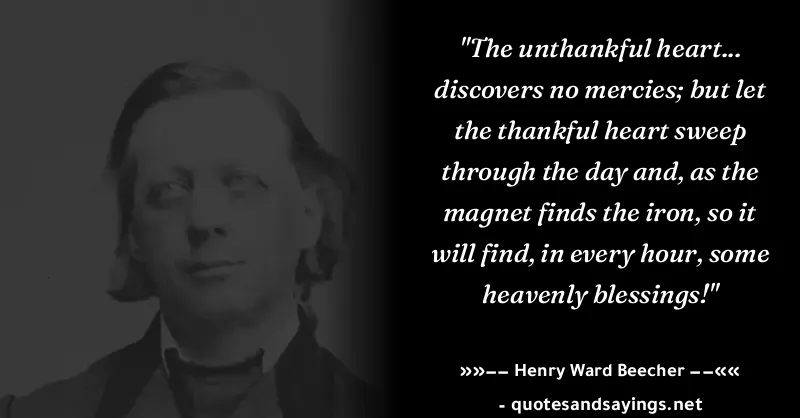 "The unthankful heart...
discovers no mercies; but let
the thankful heart sweep
through the day and, as the
magnet finds the iron, so it
will find, in every hour, some
heavenly blessings!"
»»–– Henry Ward Beecher ––««
- quotesandsayings.net